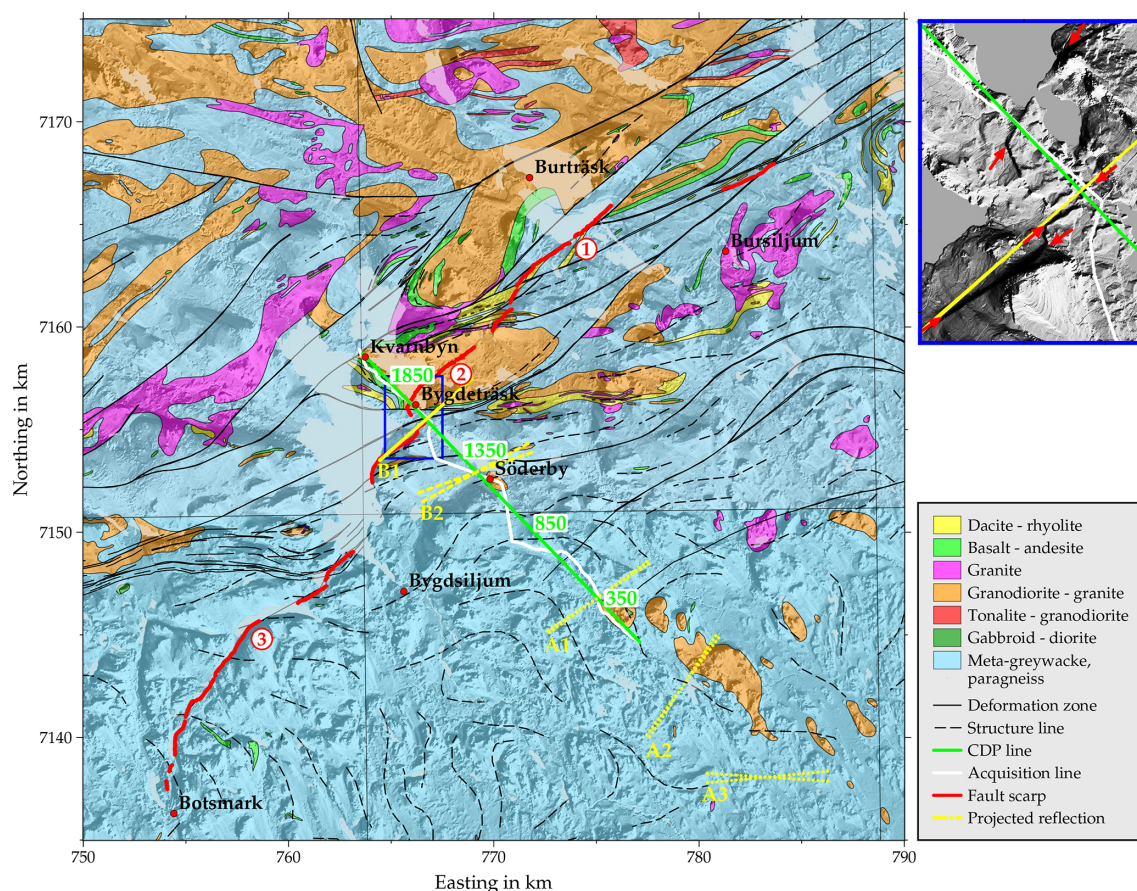 7170
7160
7150
7140
Northing in km
750
760
770
780
790
Easting in km
Burträsk
1
Bursiljum
Kvarnbyn
1850
2
Bygdeträsk
1350
B1
Söderby
B2
850
Bygdsiljum
350
A1
3
A2
A3
Botsmark
Dacite - rhyolite
Basalt - andesite
Granite
Granodiorite - granite
Tonalite - granodiorite
Gabbroid - diorite
Meta-greywacke,
paragneiss
Deformation zone
Structure line
CDP line
Acquisition line
Fault scarp
Projected reflection